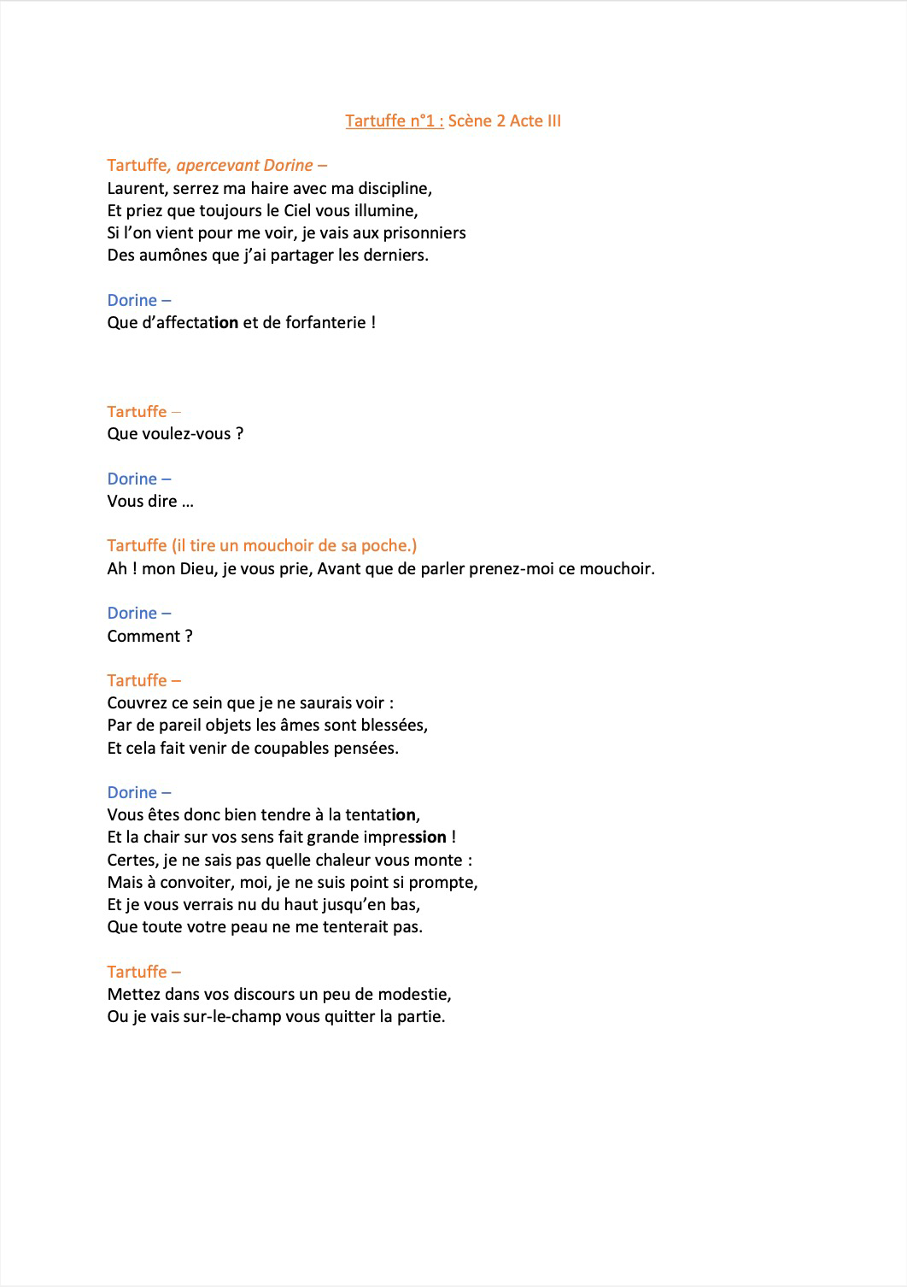 Tartuffe n°1 : Scène 2 Acte III
Tartuffe, apercevant Dorine –
Laurent, serrez ma haire avec ma discipline,
Et priez que toujours le Ciel vous illumine,
Si l’on vient pour me voir, je vais aux prisonniers
Des aumônes que j’ai partager les derniers.
Dorine –
Que d’affectation et de forfanterie !
Tartuffe –
Que voulez-vous ?
Dorine –
Vous dire …
Tartuffe (il tire un mouchoir de sa poche.)
Ah ! mon Dieu, je vous prie, Avant que de parler prenez-moi ce mouchoir.
Dorine –
Comment ?
Tartuffe –
Couvrez ce sein que je ne saurais voir :
Par de pareil objets les âmes sont blessées,
Et cela fait venir de coupables pensées.
Dorine –
Vous êtes donc bien tendre à la tentation,
Et la chair sur vos sens fait grande impression !
Certes, je ne sais pas quelle chaleur vous monte :
Mais à convoiter, moi, je ne suis point si prompte,
Et je vous verrais nu du haut jusqu’en bas,
Que toute votre peau ne me tenterait pas.
Tartuffe –
Mettez dans vos discours un peu de modestie,
Ou je vais sur-le-champ vous quitter la partie.